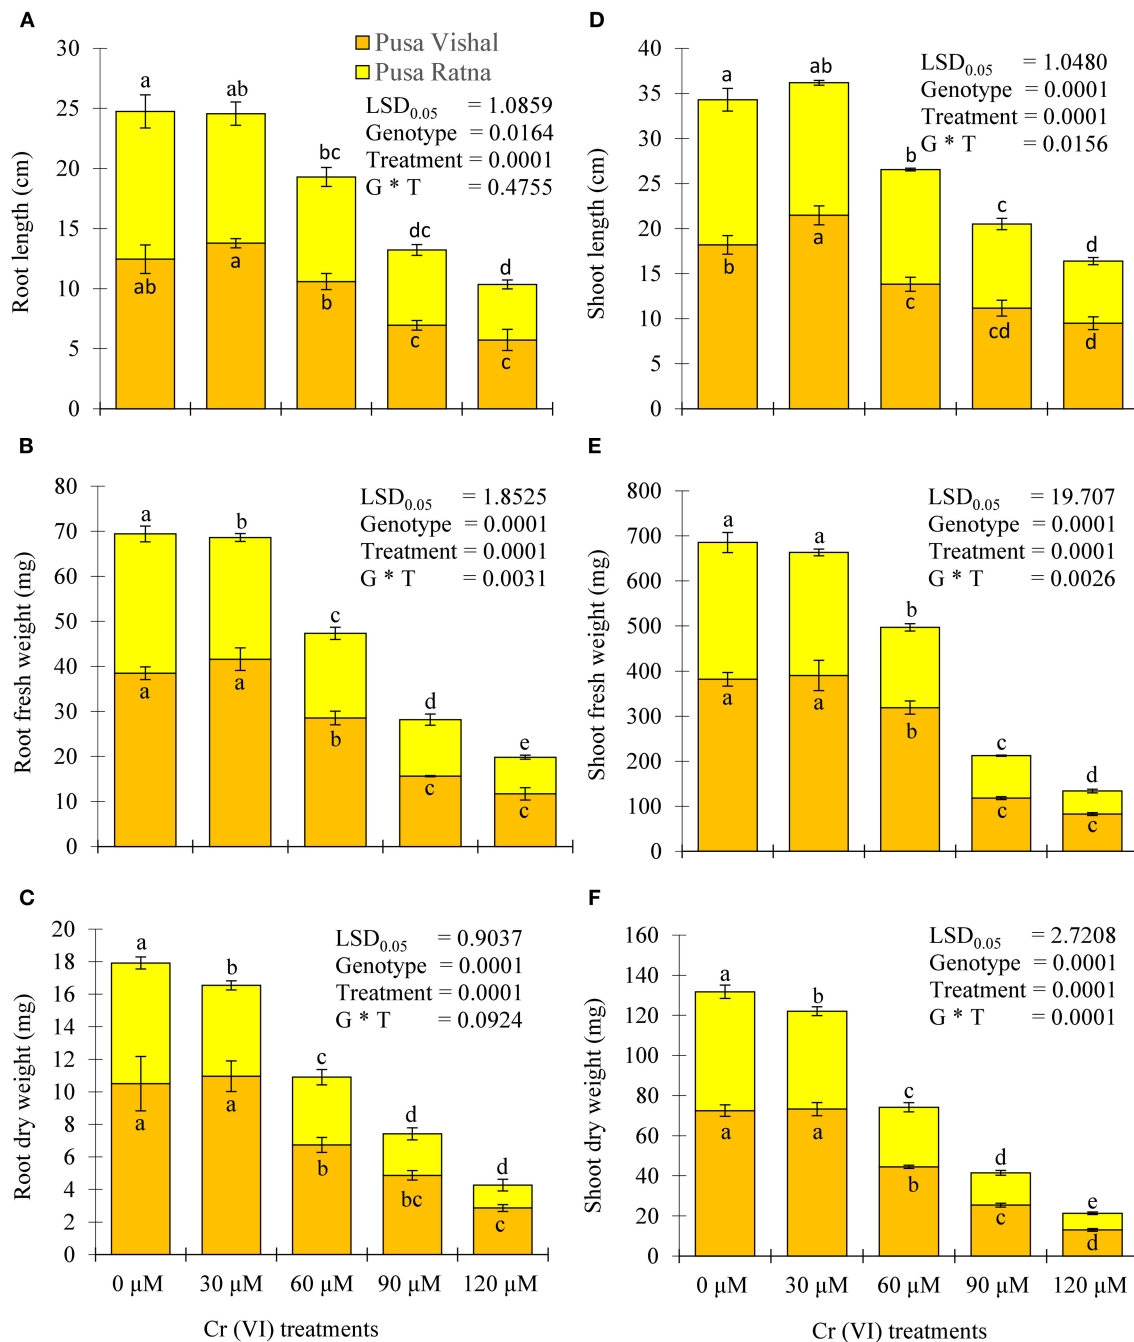 A
Root length (cm)
30
25
20
15
10
5
0
Pusa Vishal
Pusa Ratna
LSD0.05 = 1.0859
Genotype = 0.0164
Treatment = 0.0001
G * T = 0.4755
a
ab
bc
dc
d
ab
a
b
c
c
D
Shoot length (cm)
40
35
30
25
20
15
10
5
0
LSD0.05 = 1.0480
Genotype = 0.0001
Treatment = 0.0001
G * T = 0.0156
a
ab
b
c
d
b
a
c
cd
d
B
Root fresh weight (mg)
80
70
60
50
40
30
20
10
0
LSD0.05 = 1.8525
Genotype = 0.0001
Treatment = 0.0001
G * T = 0.0031
a
b
c
d
e
a
a
b
c
c
E
Shoot fresh weight (mg)
800
700
600
500
400
300
200
100
0
LSD0.05 = 19.707
Genotype = 0.0001
Treatment = 0.0001
G * T = 0.0026
a
a
b
c
d
a
a
b
c
c
C
Root dry weight (mg)
20
18
16
14
12
10
8
6
4
2
0
LSD0.05 = 0.9037
Genotype = 0.0001
Treatment = 0.0001
G * T = 0.0924
a
b
c
d
d
a
a
b
bc
c
0 μM 30 μM 60 μM 90 μM 120 μM
Cr (VI) treatments
F
Shoot dry weight (mg)
160
140
120
100
80
60
40
20
0
LSD0.05 = 2.7208
Genotype = 0.0001
Treatment = 0.0001
G * T = 0.0001
a
b
c
d
e
a
a
b
c
d
0 μM 30 μM 60 μM 90 μM 120 μM
Cr (VI) treatments